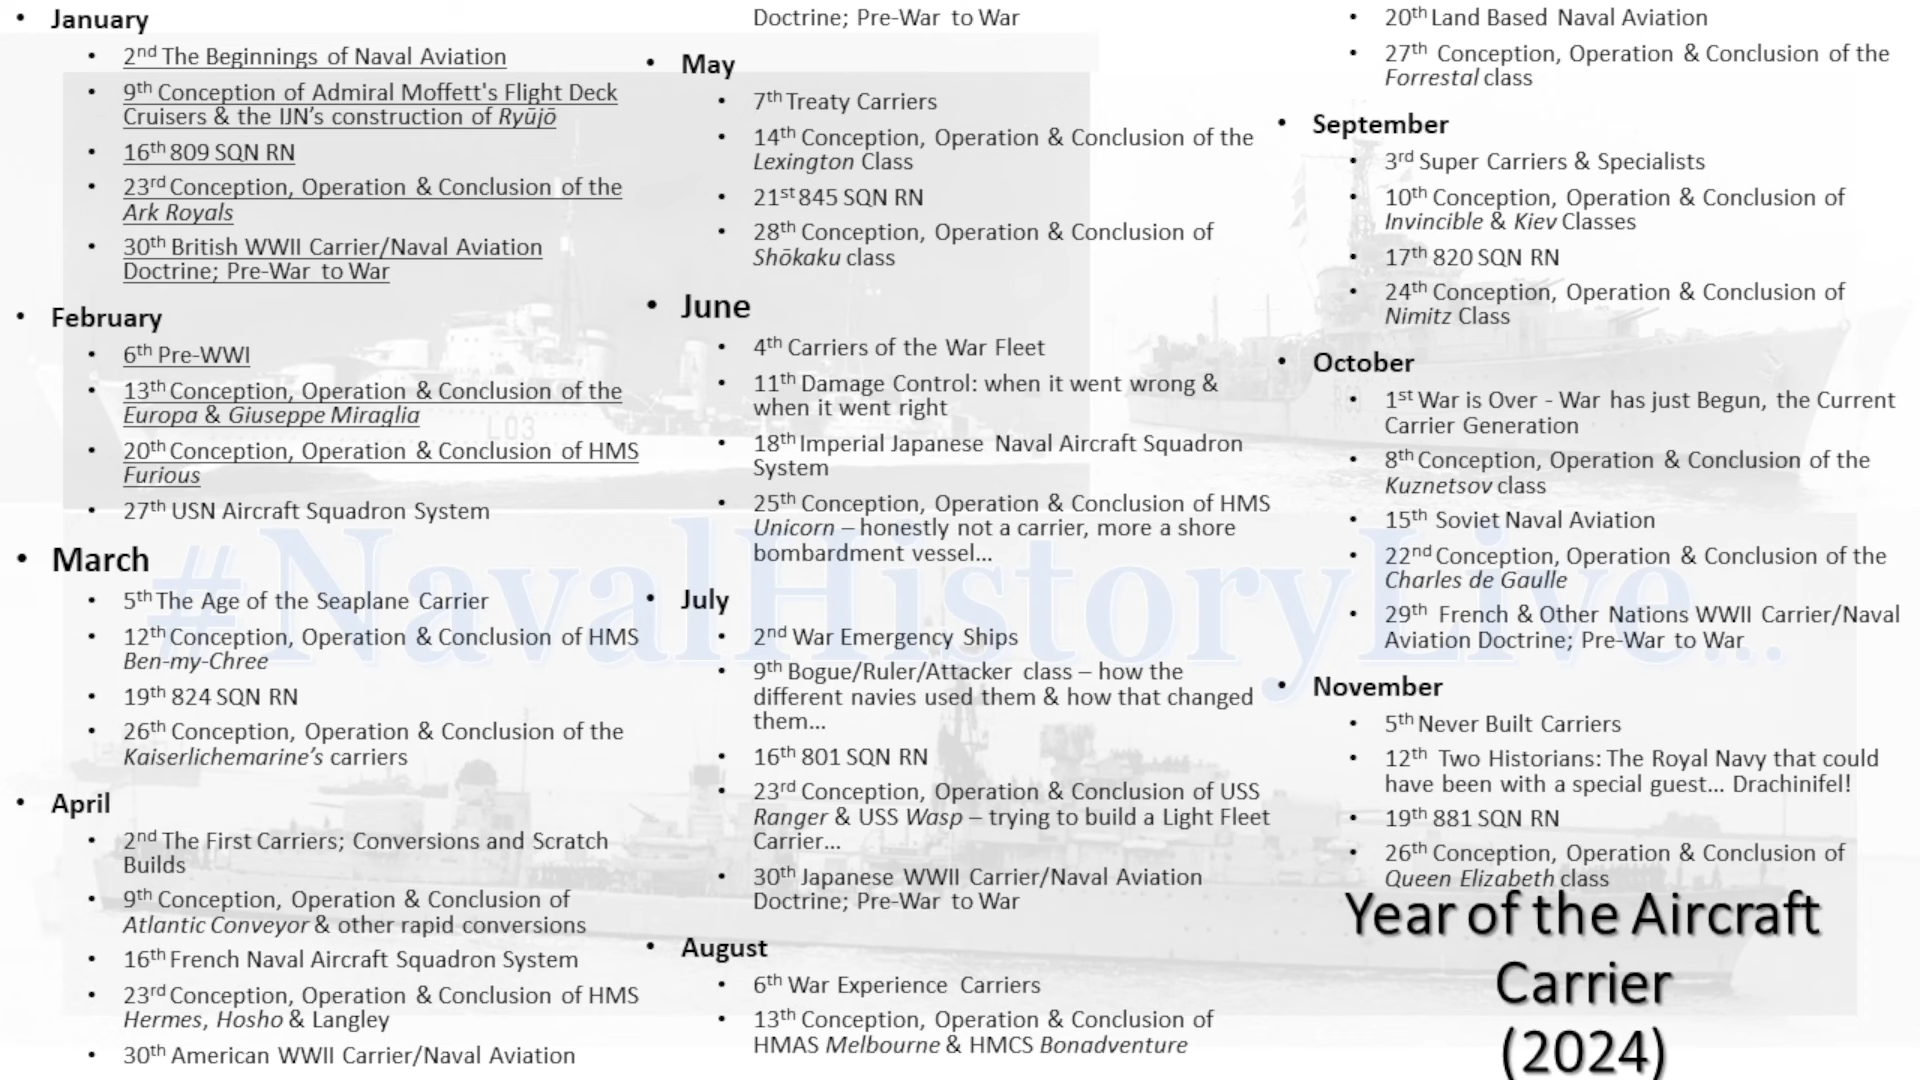 January
2nd The Beginnings of Naval Aviation
9th Conception of Admiral Moffett's Flight Deck
Cruisers & the IJN's construction of Ryūjō
16th 809 SQN RN
23rd Conception, Operation & Conclusion of the
Ark Royals
30th British WWII Carrier/Naval Aviation
Doctrine; Pre-War to War
February
6th Pre-WWI
13th Conception, Operation & Conclusion of the
Europa & Giuseppe Miraglia
20th Conception, Operation & Conclusion of HMS
Furious
27th USN Aircraft Squadron System
March
5th The Age of the Seaplane Carrier
12th Conception, Operation & Conclusion of HMS
Ben-my-Chree
19th 824 SQN RN
26th Conception, Operation & Conclusion of the
Kaiserlichemarine's carriers
April
2nd The First Carriers; Conversions and Scratch
Builds
9th Conception, Operation & Conclusion of
Atlantic Conveyor & other rapid conversions
16th French Naval Aircraft Squadron System
23rd Conception, Operation & Conclusion of HMS
Hermes, Hosho & Langley
30th American WWII Carrier/Naval Aviation
Doctrine; Pre-War to War
May
7th Treaty Carriers
14th Conception, Operation & Conclusion of the
Lexington Class
21st 845 SQN RN
28th Conception, Operation & Conclusion of
Shōkaku class
June
4th Carriers of the War Fleet
11th Damage Control: when it went wrong &
when it went right
18th Imperial Japanese Naval Aircraft Squadron
System
25th Conception, Operation & Conclusion of HMS
Unicorn – honestly not a carrier, more a shore
bombardment vessel...
July
2nd War Emergency Ships
9th Bogue/Ruler/Attacker class – how the
different navies used them & how that changed
them...
16th 801 SQN RN
23rd Conception, Operation & Conclusion of USS
Ranger & USS Wasp – trying to build a Light Fleet
Carrier...
30th Japanese WWII Carrier/Naval Aviation
Doctrine; Pre-War to War
August
6th War Experience Carriers
13th Conception, Operation & Conclusion of
HMAS Melbourne & HMCS Bonadventure
20th Land Based Naval Aviation
27th Conception, Operation & Conclusion of the
Forrestal class
September
3rd Super Carriers & Specialists
10th Conception, Operation & Conclusion of
Invincible & Kiev Classes
17th 820 SQN RN
24th Conception, Operation & Conclusion of
Nimitz Class
October
1st War is Over - War has just Begun, the Current
Carrier Generation
8th Conception, Operation & Conclusion of the
Kuznetsov class
15th Soviet Naval Aviation
22nd Conception, Operation & Conclusion of the
Charles de Gaulle
29th French & Other Nations WWII Carrier/Naval
Aviation Doctrine; Pre-War to War
November
5th Never Built Carriers
12th Two Historians: The Royal Navy that could
have been with a special guest... Drachinifel!
19th 881 SQN RN
26th Conception, Operation & Conclusion of
Queen Elizabeth class
Year of the Aircraft
Carrier
(2024)
#NavalHistoryLive...
L03